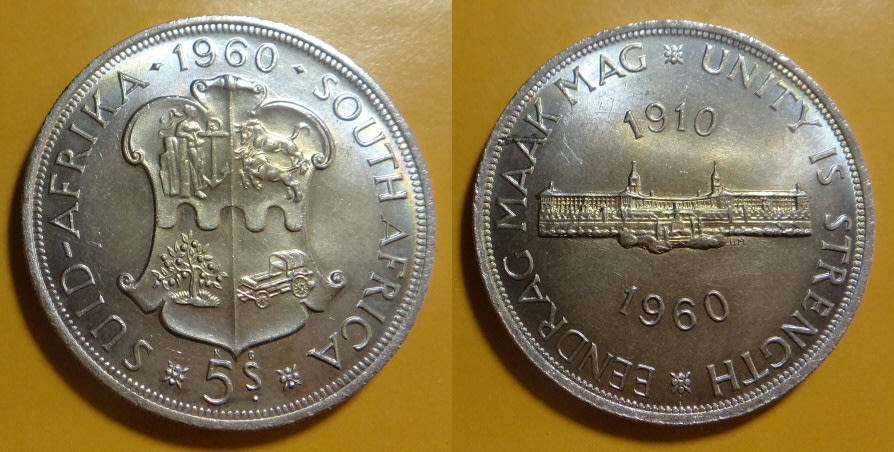 SUID-AFRIKA · 1960 · SOUTH AFRICA
5S
EENDRAG MAAK MAG UNITY IS STRENGTH
1910
1960